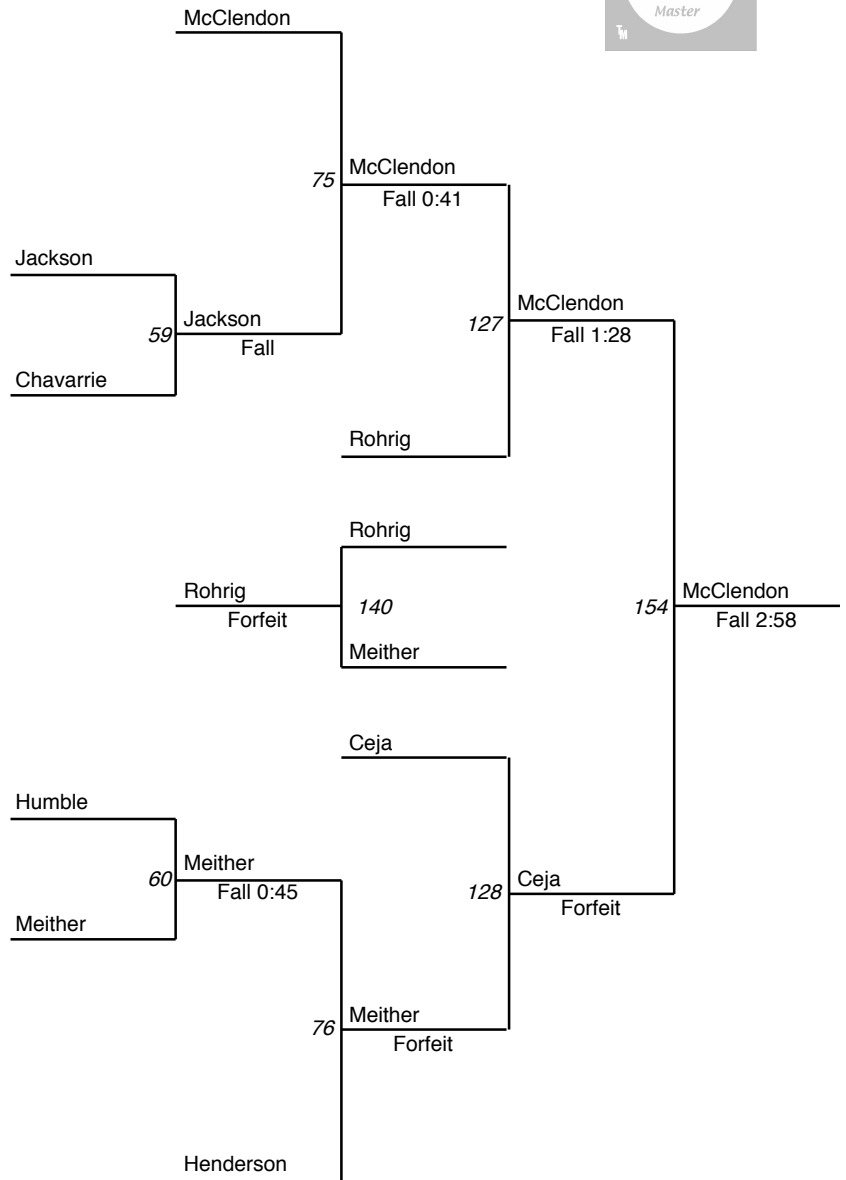 McClendon
Master
TM
75
McClendon
Fall 0:41
Jackson
59
Jackson
Fall
Chavarrie
127
McClendon
Fall 1:28
Rohrig
Rohrig
Rohrig
Forfeit
140
Meither
154
McClendon
Fall 2:58
Ceja
Humble
60
Meither
Fall 0:45
Meither
128
Ceja
Forfeit
76
Meither
Forfeit
Henderson